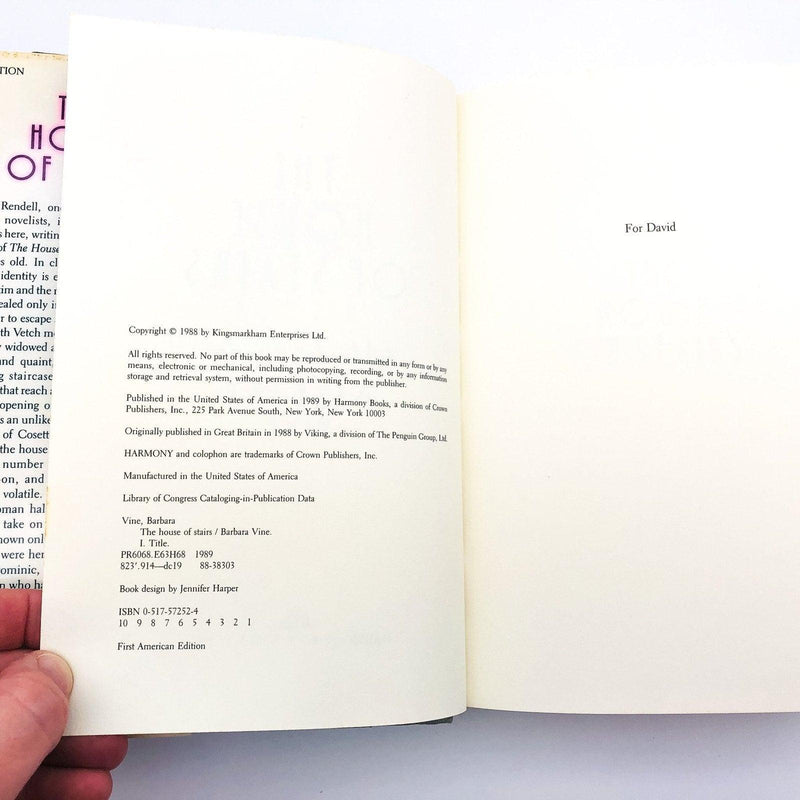 TION
HO
OF
Rendell, one
novelists, i
s here, writin
of The House
s old. In cl
identity is e
tim and the
ealed only i
r to escape
th Vetch m
widowed a
and quaint
g staircase
that reach
opening o
s an unlike
of Cosett
the house
number
on, and
volatile.
oman hal
take on
nown onl
were her
ominic,
n who ha
Copyright © 1988 by Kingsmarkham Enterprises Ltd.
All rights reserved. No part of this book may be reproduced or transmitted in any form or by any
means, electronic or mechanical, including photocopying, recording, or by any information
storage and retrieval system, without permission in writing from the publisher.
Published in the United States of America in 1989 by Harmony Books, a division of Crown
Publishers, Inc., 225 Park Avenue South, New York, New York 10003
Originally published in Great Britain in 1988 by Viking, a division of The Penguin Group, Ltd.
HARMONY and colophon are trademarks of Crown Publishers, Inc.
Manufactured in the United States of America
Library of Congress Cataloging-in-Publication Data
Vine, Barbara
The house of stairs / Barbara Vine.
I. Title.
PR6068.E63H68 1989
823'.914—dc19 88-38303
Book design by Jennifer Harper
ISBN 0-517-57252-4
10 9 8 7 6 5 4 3 2 1
First American Edition
For David